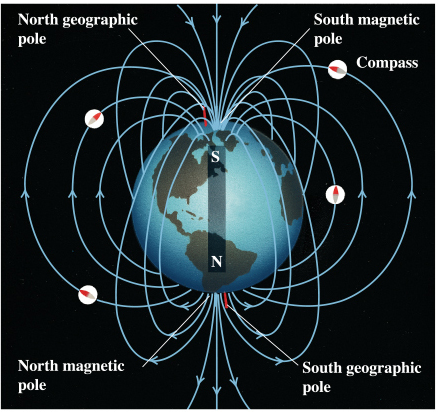 North geographic
pole
South magnetic
pole
Compass
S
N
North magnetic
pole
South geographic
pole